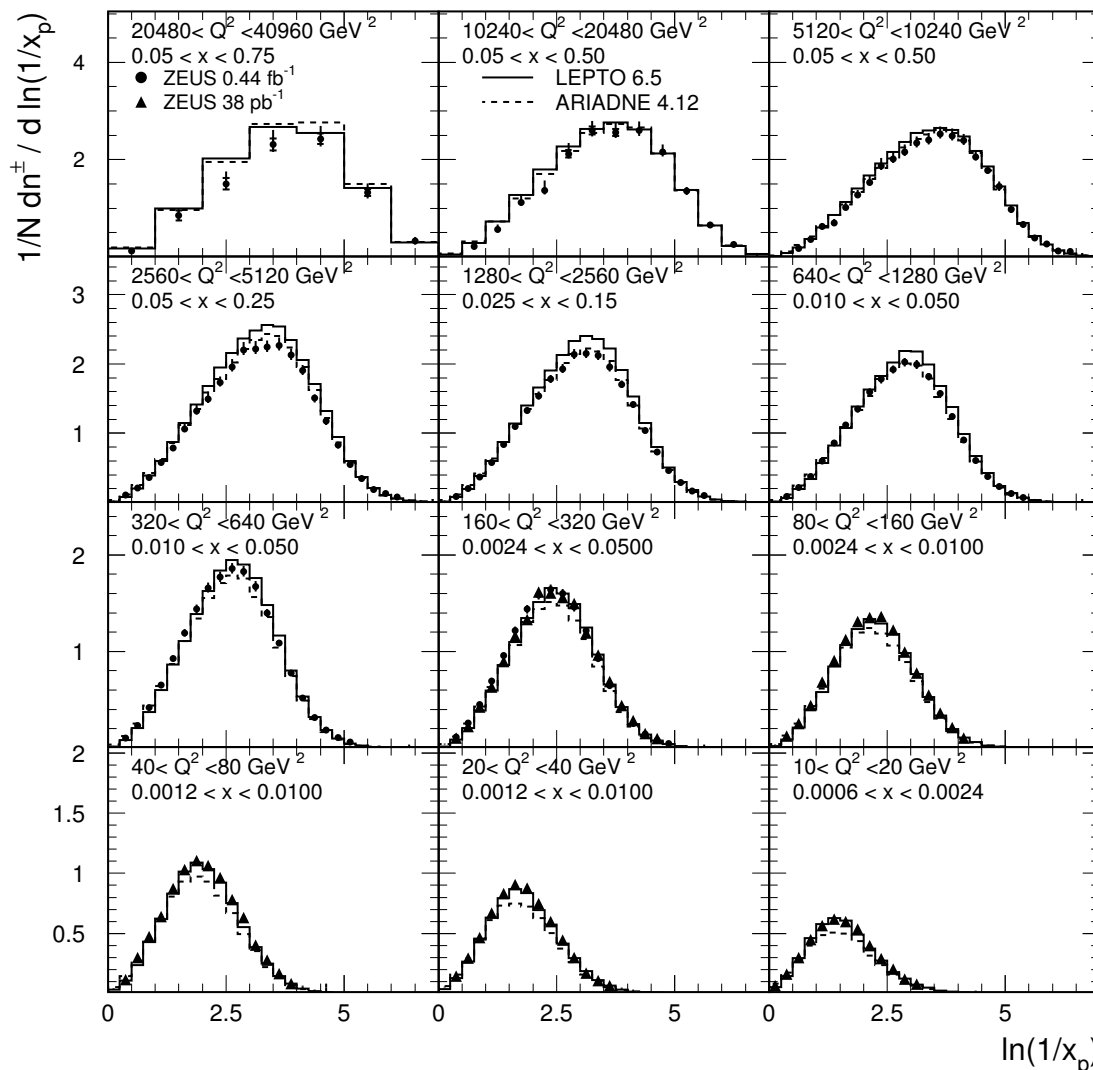 1/N dn± / d ln(1/xp)
20480< Q² <40960 GeV²
0.05 < x < 0.75
● ZEUS 0.44 fb⁻¹
▲ ZEUS 38 pb⁻¹
10240< Q² <20480 GeV²
0.05 < x < 0.50
LEPTO 6.5
ARIADNE 4.12
5120< Q² <10240 GeV²
0.05 < x < 0.50
4
2
2560< Q² <5120 GeV²
0.05 < x < 0.25
1280< Q² <2560 GeV²
0.025 < x < 0.15
640< Q² <1280 GeV²
0.010 < x < 0.050
3
2
1
320< Q² <640 GeV²
0.010 < x < 0.050
160< Q² <320 GeV²
0.0024 < x < 0.0500
80< Q² <160 GeV²
0.0024 < x < 0.0100
2
1
40< Q² <80 GeV²
0.0012 < x < 0.0100
20< Q² <40 GeV²
0.0012 < x < 0.0100
10< Q² <20 GeV²
0.0006 < x < 0.0024
2
1.5
1
0.5
0 2.5 5 0 2.5 5 0 2.5 5
ln(1/xp)